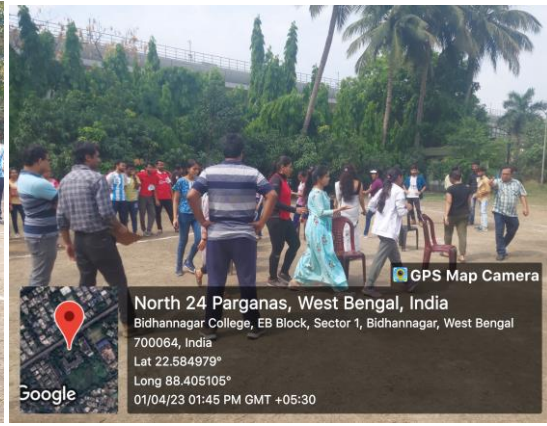 GPS Map Camera
North 24 Parganas, West Bengal, India
Bidhannagar College, EB Block, Sector 1, Bidhannagar, West Bengal
700064, India
Lat 22.584979°
Long 88.405105°
01/04/23 01:45 PM GMT +05:30
Google